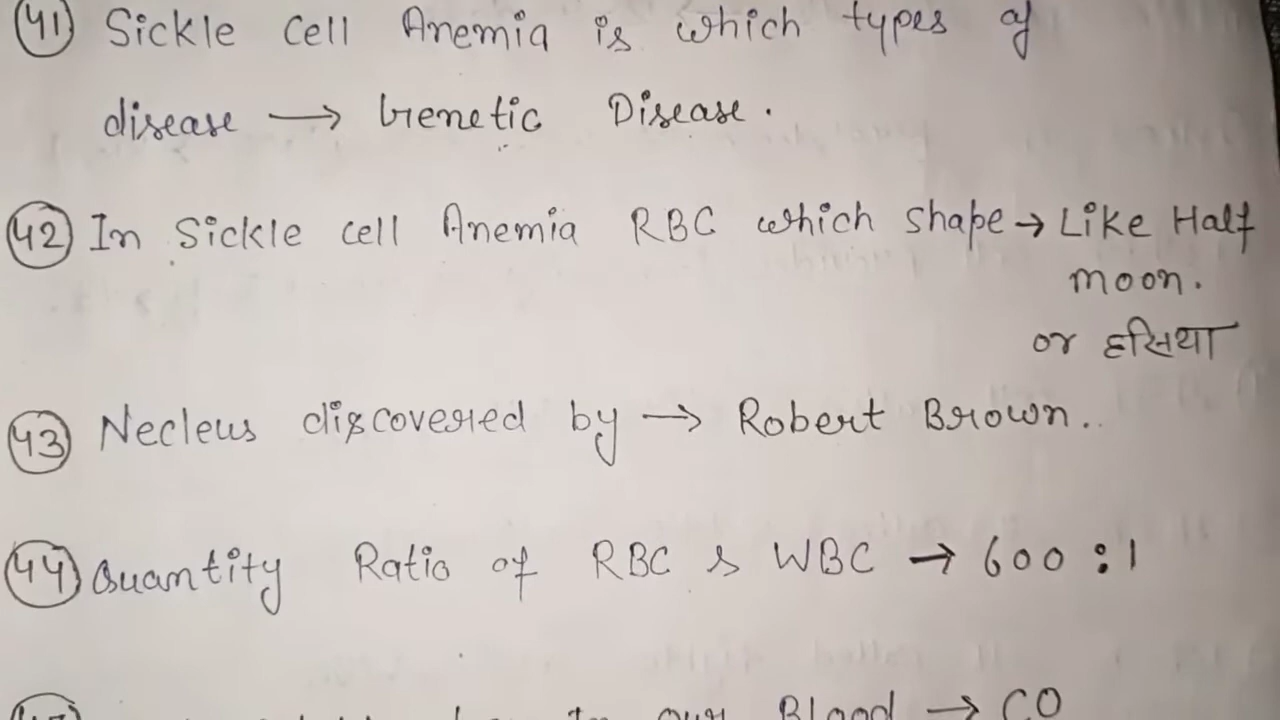 41 Sickle cell Anemia is which types of
disease → Genetic Disease.
42 In Sickle cell Anemia RBC which shape → Like Half
moon.
or हसिया
43 Necleus discovered by → Robert Brown..
44 Quantity Ratio of RBC & WBC → 600 : 1
to our Blood → CO